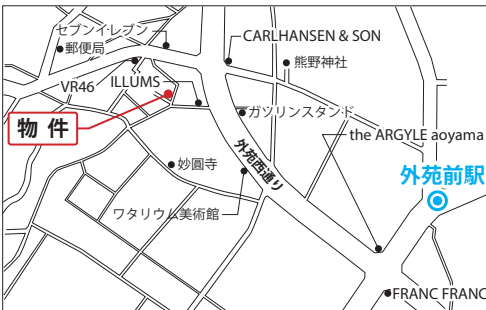 セブンイレブン
郵便局
CARLHANSEN & SON
熊野神社
VR46
ILLUMS
ガソリンスタンド
物件
the ARGYLE aoyama
外苑西通り
妙圓寺
外苑前駅
ワタリウム美術館
FRANC FRANC